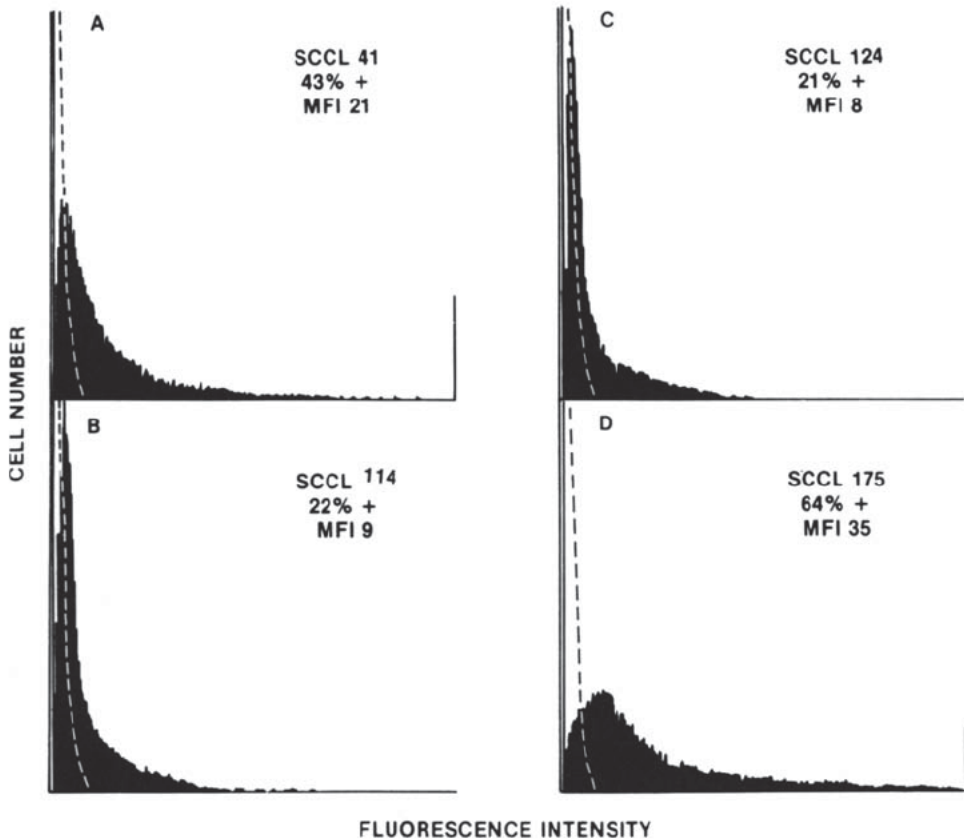 A
SCCL 41
43% +
MFI 21
C
SCCL 124
21% +
MFI 8
B
SCCL 114
22% +
MFI 9
D
SCCL 175
64% +
MFI 35
CELL NUMBER
FLUORESCENCE INTENSITY